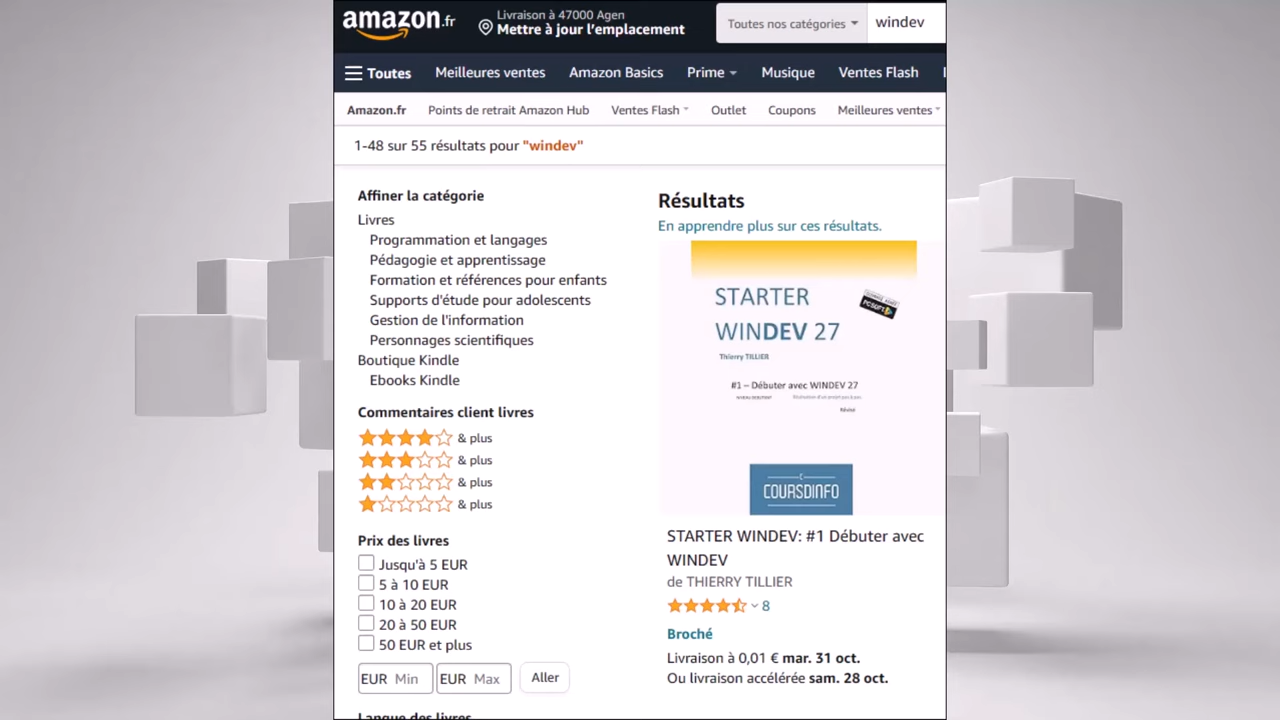 amazon.fr
Livraison à 47000 Agen
Mettre à jour l'emplacement
Toutes nos catégories
windev
Toutes
Meilleures ventes
Amazon Basics
Prime
Musique
Ventes Flash
Amazon.fr
Points de retrait Amazon Hub
Ventes Flash
Outlet
Coupons
Meilleures ventes
1-48 sur 55 résultats pour "windev"
Affiner la catégorie
Livres
Programmation et langages
Pédagogie et apprentissage
Formation et références pour enfants
Supports d'étude pour adolescents
Gestion de l'information
Personnages scientifiques
Boutique Kindle
Ebooks Kindle
Commentaires client livres
& plus
& plus
& plus
& plus
Prix des livres
Jusqu'à 5 EUR
5 à 10 EUR
10 à 20 EUR
20 à 50 EUR
50 EUR et plus
EUR Min
EUR Max
Aller
Résultats
En apprendre plus sur ces résultats.
STARTER
WINDEV 27
PCSOFT
Thierry TILLIER
#1 – Débuter avec WINDEV 27
COURSDINFO
STARTER WINDEV: #1 Débuter avec
WINDEV
de THIERRY TILLIER
8
Broché
Livraison à 0,01 € mar. 31 oct.
Ou livraison accélérée sam. 28 oct.